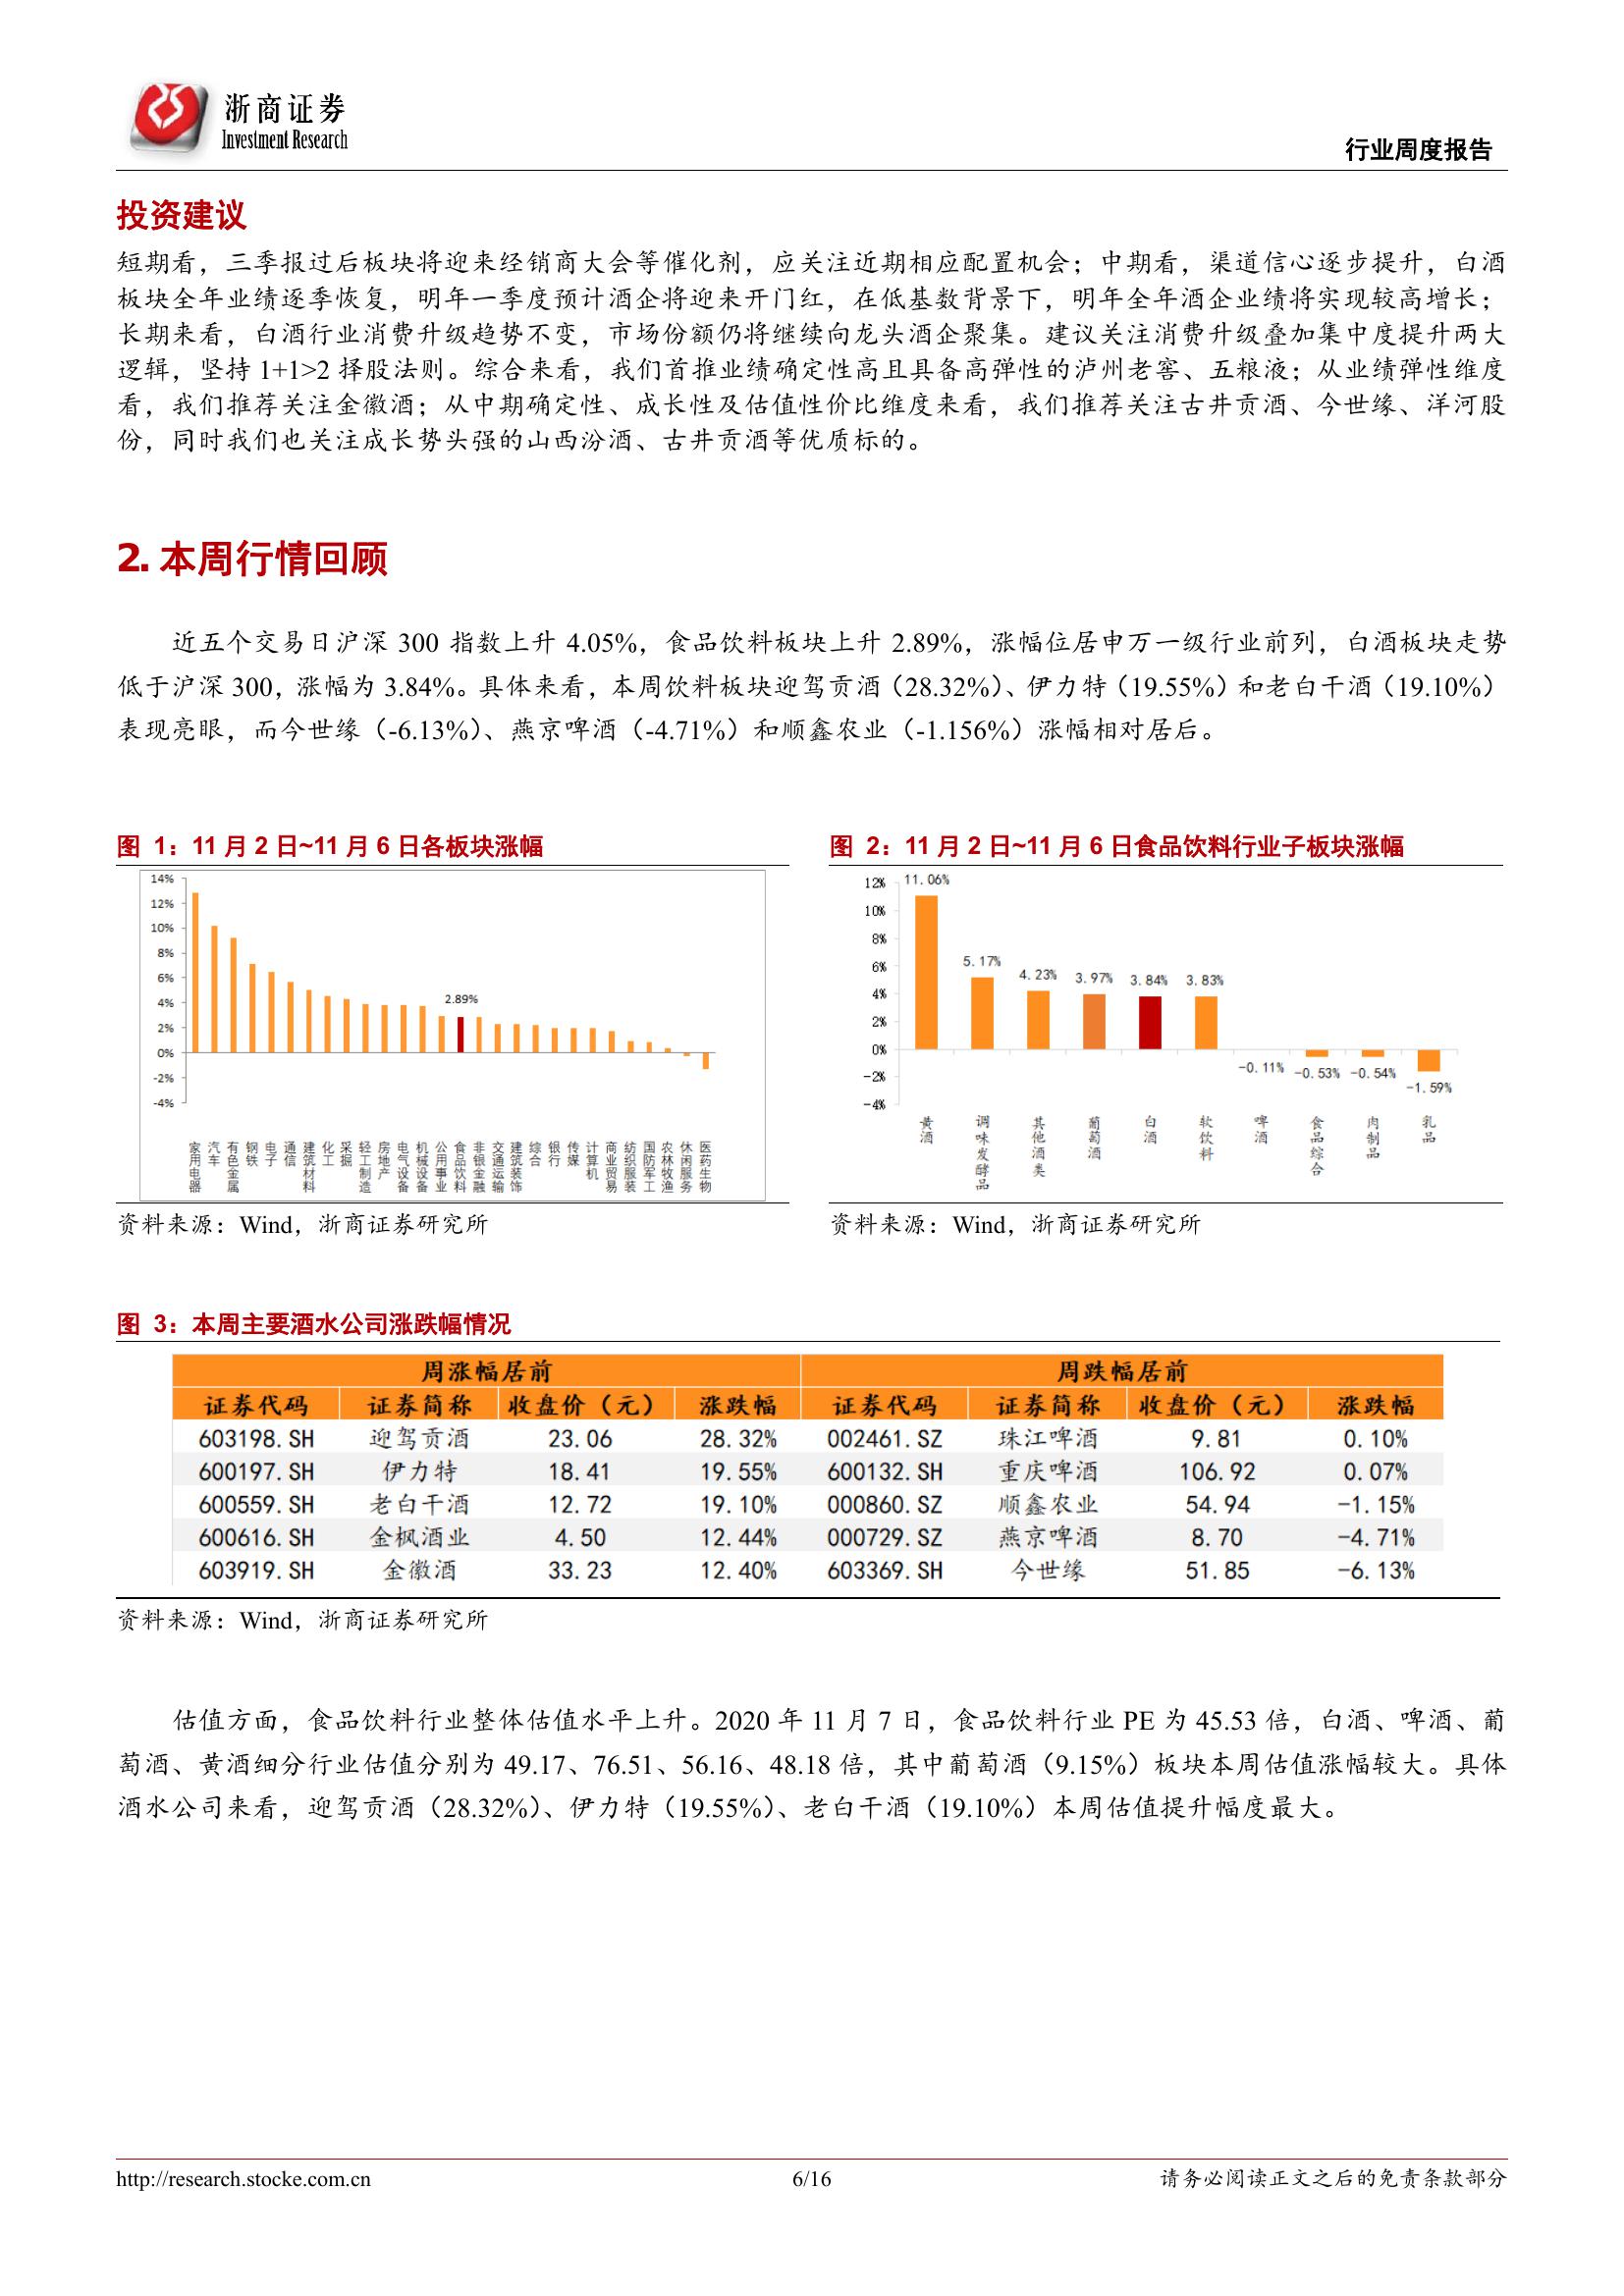 浙商证券
Investment Research
行业周度报告
投资建议
短期看，三季报过后板块将迎来经销商大会等催化剂，应关注近期相应配置机会；中期看，渠道信心逐步提升，白酒
板块全年业绩逐季恢复，明年一季度预计酒企将迎来开门红，在低基数背景下，明年全年酒企业绩将实现较高增长；
长期来看，白酒行业消费升级趋势不变，市场份额仍将继续向龙头酒企聚集。建议关注消费升级叠加集中度提升两大
逻辑，坚持 1+1>2 择股法则。综合来看，我们首推业绩确定性高且具备高弹性的泸州老窖、五粮液；从业绩弹性维度
看，我们推荐关注金徽酒；从中期确定性、成长性及估值性价比维度来看，我们推荐关注古井贡酒、今世缘、洋河股
份，同时我们也关注成长势头强的山西汾酒、古井贡酒等优质标的。
2. 本周行情回顾
近五个交易日沪深 300 指数上升 4.05%，食品饮料板块上升 2.89%，涨幅位居申万一级行业前列，白酒板块走势
低于沪深 300，涨幅为 3.84%。具体来看，本周饮料板块迎驾贡酒（28.32%）、伊力特（19.55%）和老白干酒（19.10%）
表现亮眼，而今世缘（-6.13%）、燕京啤酒（-4.71%）和顺鑫农业（-1.156%）涨幅相对居后。
图 1：11 月 2 日~11 月 6 日各板块涨幅
14%
12%
10%
8%
6%
4%
2%
0%
-2%
-4%
2.89%
家用电器 汽车 有色金属 钢铁 电子 通信 建筑材料 化工 采掘 轻工制造 房地产 电气设备 机械设备 公用事业 食品饮料 非银金融 交通运输 建筑装饰 综合 银行 传媒 计算机 商业贸易 纺织服装 国防军工 农林牧渔 休闲服务 医药生物
资料来源：Wind，浙商证券研究所
图 2：11 月 2 日~11 月 6 日食品饮料行业子板块涨幅
12%
10%
8%
6%
4%
2%
0%
-2%
-4%
11.06% 5.17% 4.23% 3.97% 3.84% 3.83% -0.11% -0.53% -0.54% -1.59%
黄酒 调味发酵品 其他酒类 葡萄酒 白酒 软饮料 啤酒 食品综合 肉制品 乳品
资料来源：Wind，浙商证券研究所
图 3：本周主要酒水公司涨跌幅情况
周涨幅居前 周跌幅居前
证券代码 证券简称 收盘价（元） 涨跌幅 证券代码 证券简称 收盘价（元） 涨跌幅
603198.SH 迎驾贡酒 23.06 28.32% 002461.SZ 珠江啤酒 9.81 0.10%
600197.SH 伊力特 18.41 19.55% 600132.SH 重庆啤酒 106.92 0.07%
600559.SH 老白干酒 12.72 19.10% 000860.SZ 顺鑫农业 54.94 -1.15%
600616.SH 金枫酒业 4.50 12.44% 000729.SZ 燕京啤酒 8.70 -4.71%
603919.SH 金徽酒 33.23 12.40% 603369.SH 今世缘 51.85 -6.13%
资料来源：Wind，浙商证券研究所
估值方面，食品饮料行业整体估值水平上升。2020 年 11 月 7 日，食品饮料行业 PE 为 45.53 倍，白酒、啤酒、葡
萄酒、黄酒细分行业估值分别为 49.17、76.51、56.16、48.18 倍，其中葡萄酒（9.15%）板块本周估值涨幅较大。具体
酒水公司来看，迎驾贡酒（28.32%）、伊力特（19.55%）、老白干酒（19.10%）本周估值提升幅度最大。
http://research.stocke.com.cn
6/16
请务必阅读正文之后的免责条款部分